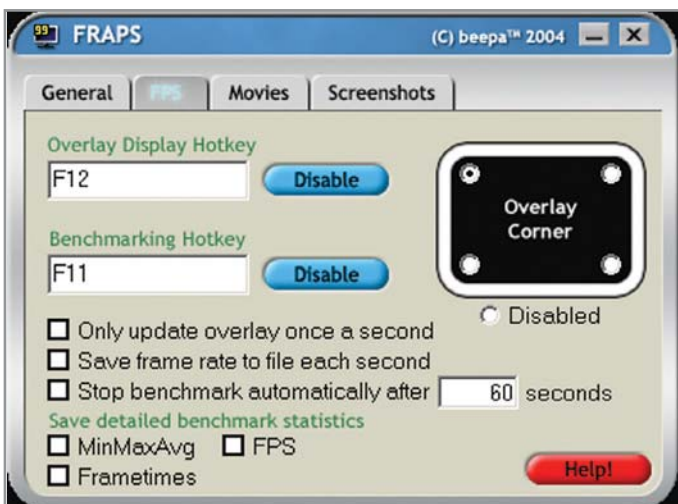 99
FRAPS (C) beepa™ 2004
General FPS Movies Screenshots
Overlay Display Hotkey
F12 Disable
Overlay
Corner
Benchmarking Hotkey
F11 Disable
Disabled
Only update overlay once a second
Save frame rate to file each second
Stop benchmark automatically after 60 seconds
Save detailed benchmark statistics
MinMaxAvg FPS
Frametimes
Help!